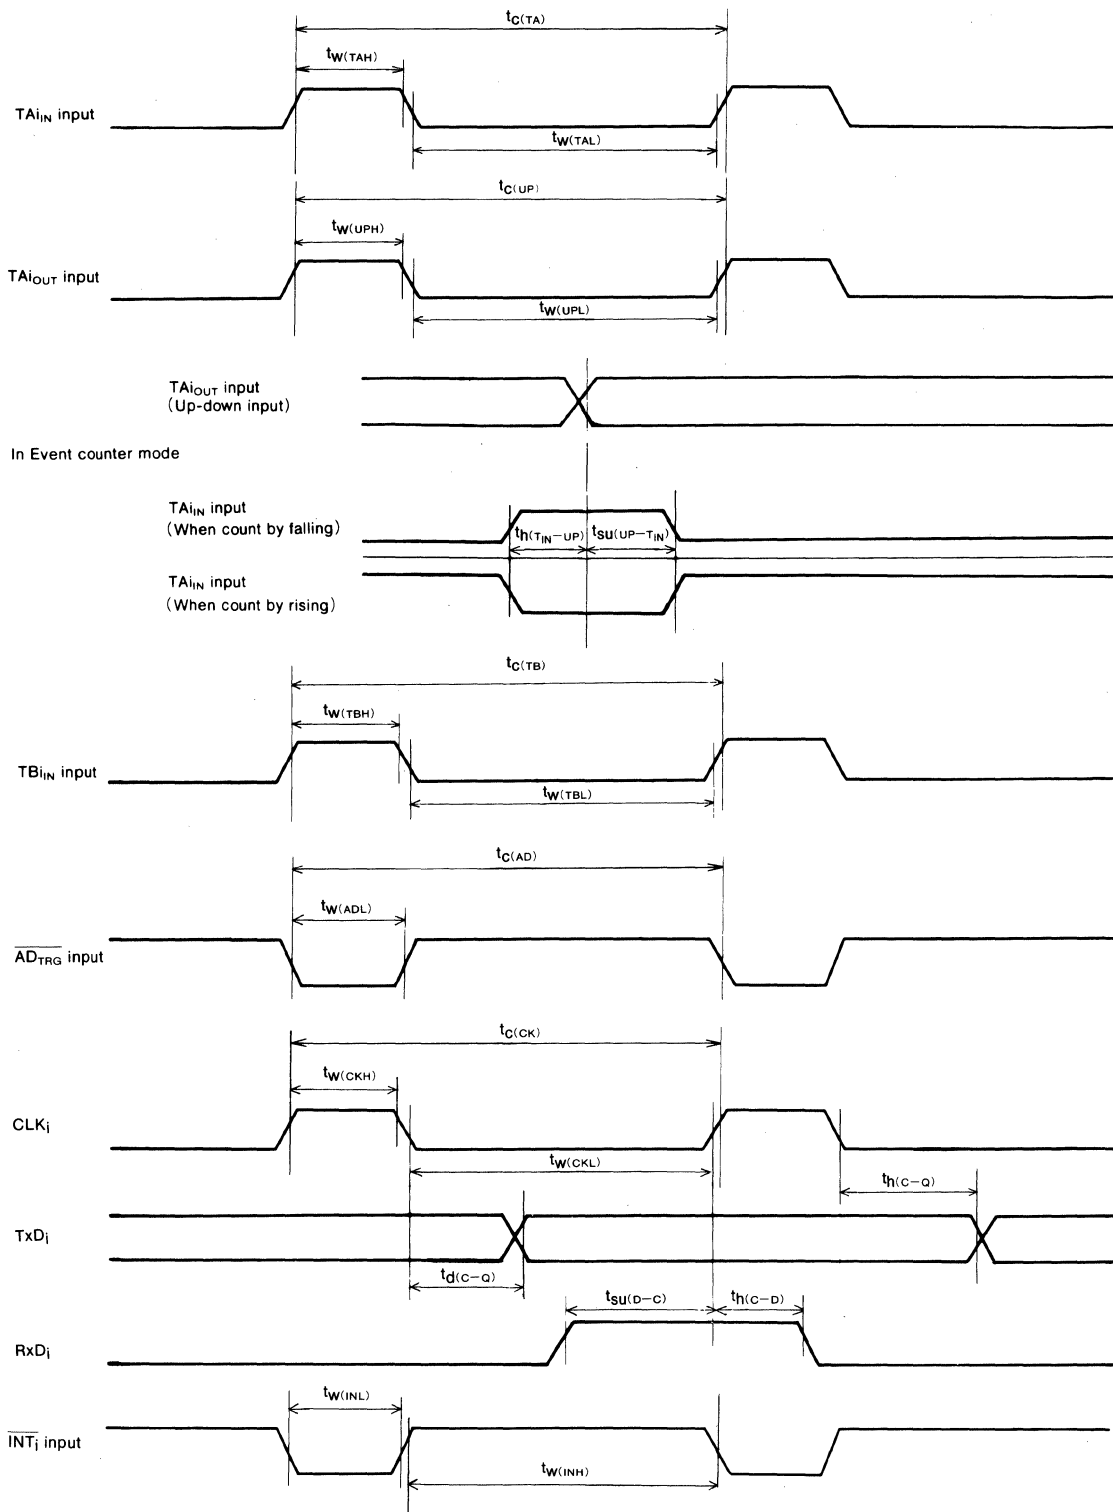 tC(TA)
tW(TAH)
TAiIN input
tW(TAL)
tC(UP)
tW(UPH)
TAiOUT input
tW(UPL)
TAiOUT input
(Up-down input)
In Event counter mode
TAiIN input
(When count by falling)
th(TIN−UP) tsu(UP−TIN)
TAiIN input
(When count by rising)
tC(TB)
tW(TBH)
TBiIN input
tW(TBL)
tC(AD)
tW(ADL)
ADTRG input
tC(CK)
tW(CKH)
CLKi
tW(CKL)
th(C−Q)
TxDi
td(C−Q)
tsu(D−C) th(C−D)
RxDi
tW(INL)
INTi input
tW(INH)